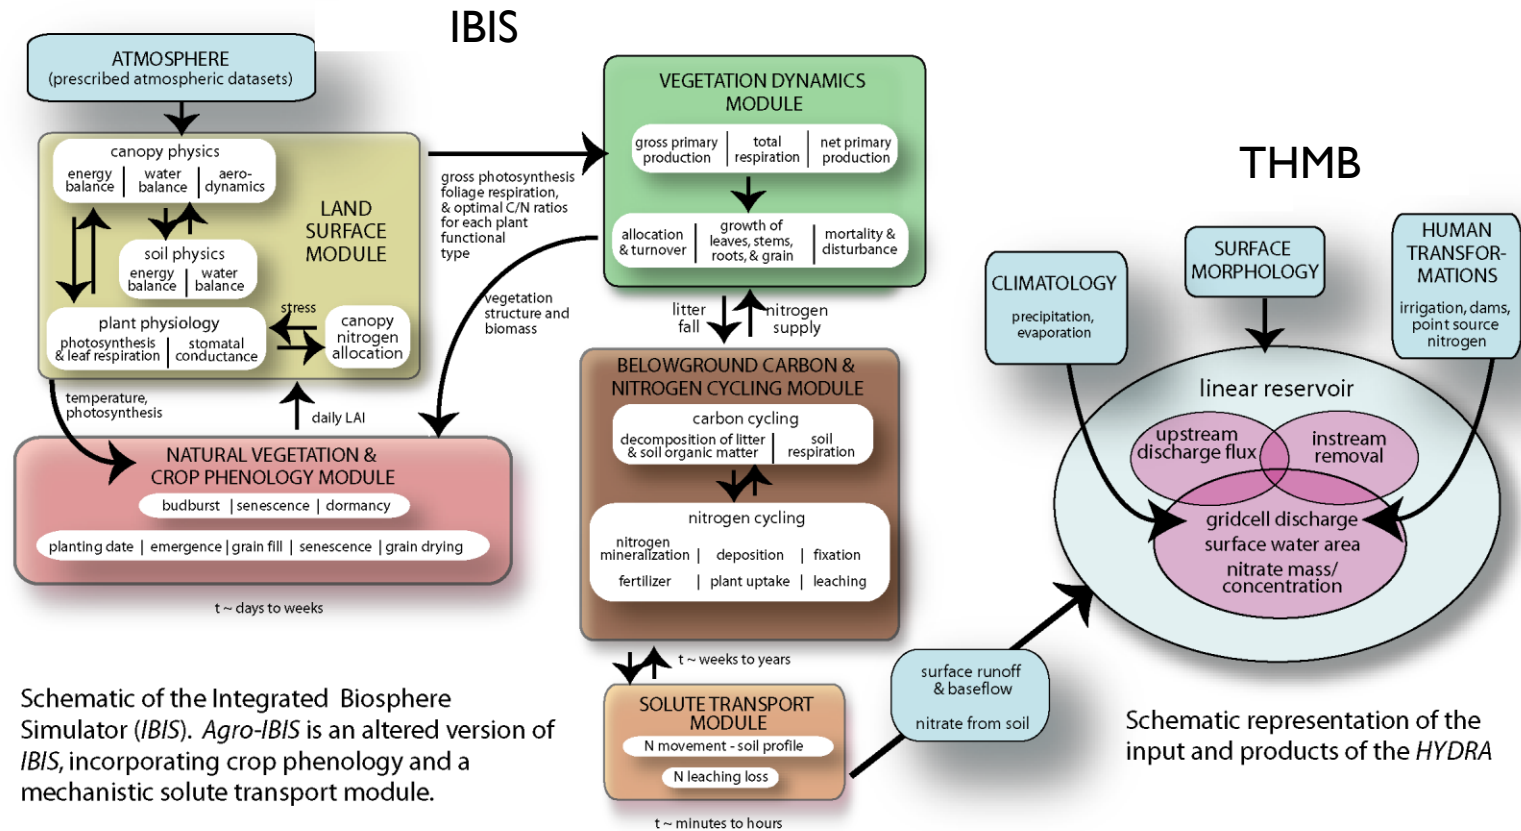 IBIS
ATMOSPHERE
(prescribed atmospheric datasets)
canopy physics
energy balance | water balance | aero-dynamics
LAND
SURFACE
MODULE
soil physics
energy balance | water balance
stress
plant physiology
photosynthesis & leaf respiration | stomatal conductance
canopy
nitrogen
allocation
temperature,
photosynthesis
daily LAI
NATURAL VEGETATION &
CROP PHENOLOGY MODULE
budburst | senescence | dormancy
planting date | emergence | grain fill | senescence | grain drying
t ~ days to weeks
gross photosynthesis
foliage respiration,
& optimal C/N ratios
for each plant
functional
type
vegetation
structure and
biomass
VEGETATION DYNAMICS
MODULE
gross primary production | total respiration | net primary production
allocation & turnover | growth of leaves, stems, roots, & grain | mortality & disturbance
litter
fall
nitrogen
supply
BELOWGROUND CARBON &
NITROGEN CYCLING MODULE
carbon cycling
decomposition of litter & soil organic matter | soil respiration
nitrogen cycling
nitrogen mineralization | deposition | fixation
fertilizer | plant uptake | leaching
t ~ weeks to years
SOLUTE TRANSPORT
MODULE
N movement - soil profile
N leaching loss
t ~ minutes to hours
surface runoff
& baseflow
nitrate from soil
THMB
CLIMATOLOGY
precipitation,
evaporation
SURFACE
MORPHOLOGY
HUMAN
TRANSFOR-
MATIONS
irrigation, dams,
point source
nitrogen
linear reservoir
upstream
discharge flux
instream
removal
gridcell discharge
surface water area
nitrate mass/
concentration
Schematic of the Integrated Biosphere
Simulator (IBIS). Agro-IBIS is an altered version of
IBIS, incorporating crop phenology and a
mechanistic solute transport module.
Schematic representation of the
input and products of the HYDRA